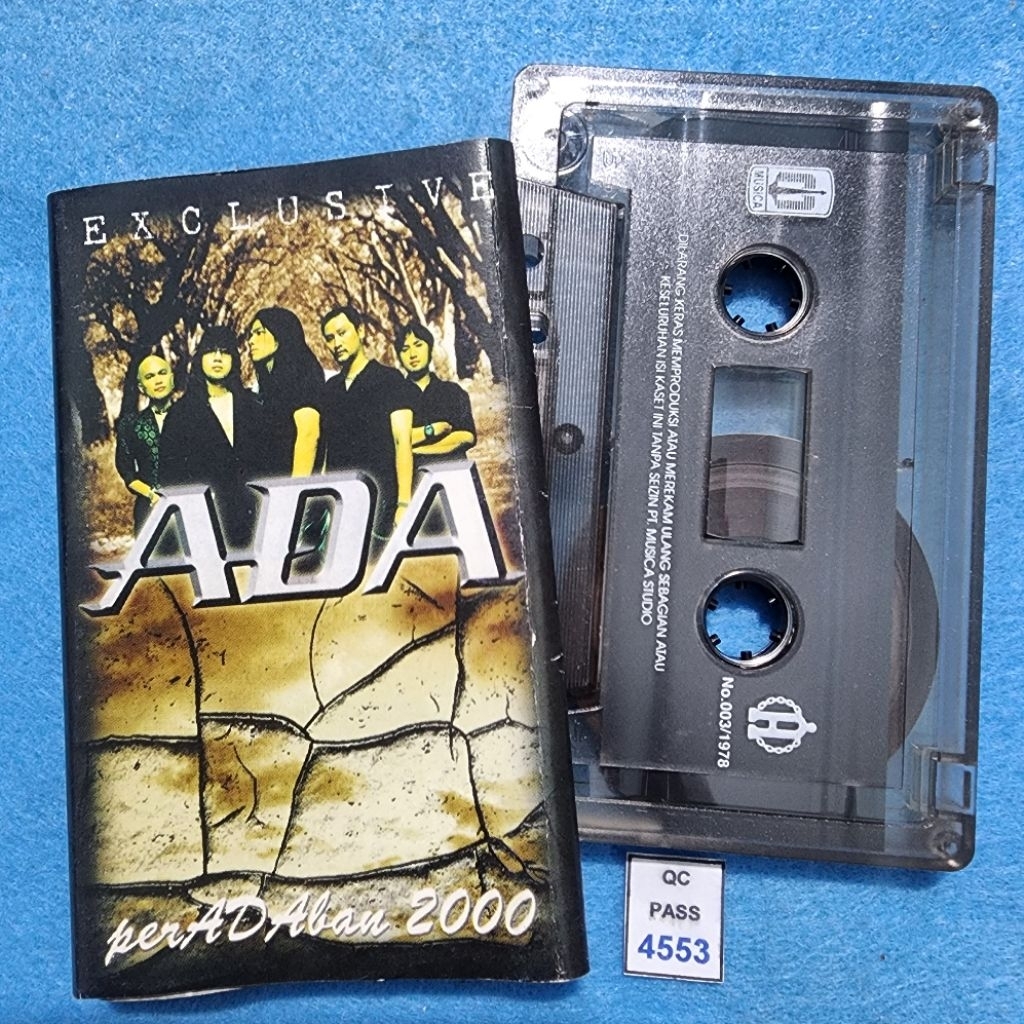 EXCLUSIVE
ADA
perADAban 2000
MUSICA
DILARANG KERAS MEMPRODUKSI ATAU MEREKAM ULANG SEBAGIAN ATAU
KESELURUHAN ISI KASET INI TANPA SEIZIN PT. MUSICA STUDIO
No.003/1978
QC
PASS
4553